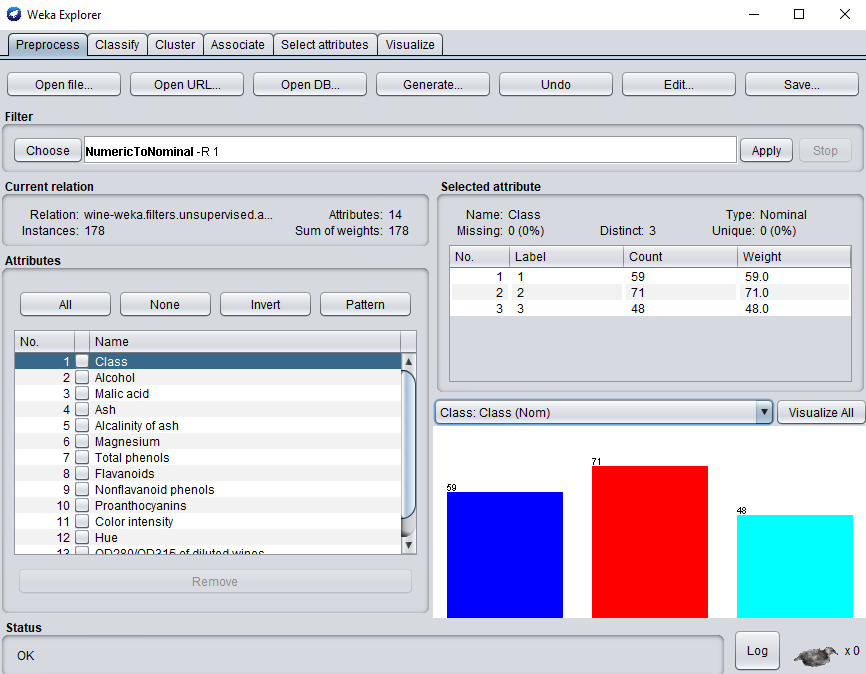 Weka Explorer
Preprocess Classify Cluster Associate Select attributes Visualize
Open file... Open URL... Open DB... Generate... Undo Edit... Save...
Filter
Choose NumericToNominal -R 1 Apply Stop
Current relation
Relation: wine-weka.filters.unsupervised.a... Attributes: 14
Instances: 178 Sum of weights: 178
Attributes
All None Invert Pattern
No. Name
1 Class
2 Alcohol
3 Malic acid
4 Ash
5 Alcalinity of ash
6 Magnesium
7 Total phenols
8 Flavanoids
9 Nonflavanoid phenols
10 Proanthocyanins
11 Color intensity
12 Hue
13 OD280/OD315 of diluted wines
Remove
Selected attribute
Name: Class Type: Nominal
Missing: 0 (0%) Distinct: 3 Unique: 0 (0%)
No. Label Count Weight
1 1 59 59.0
2 2 71 71.0
3 3 48 48.0
Class: Class (Nom) Visualize All
59
71
48
Status
OK Log x 0